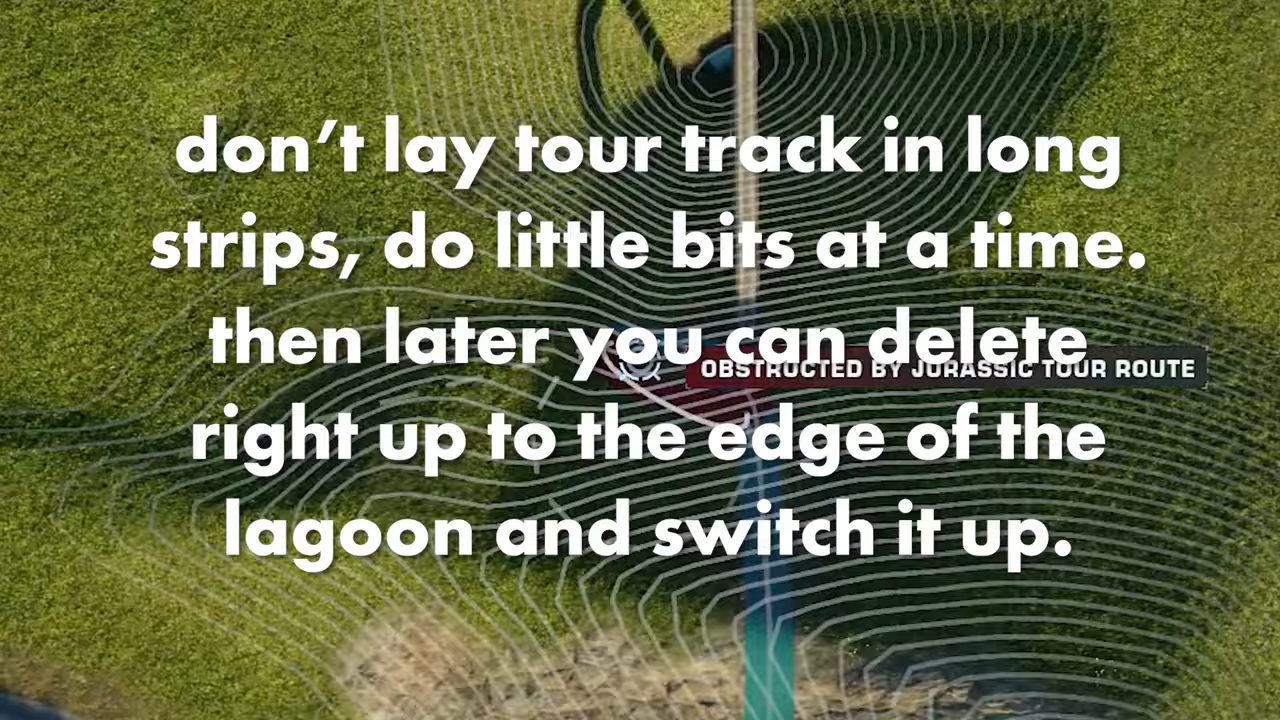 don’t lay tour track in long
strips, do little bits at a time.
then later you can delete
OBSTRUCTED BY JURASSIC TOUR ROUTE
right up to the edge of the
lagoon and switch it up.